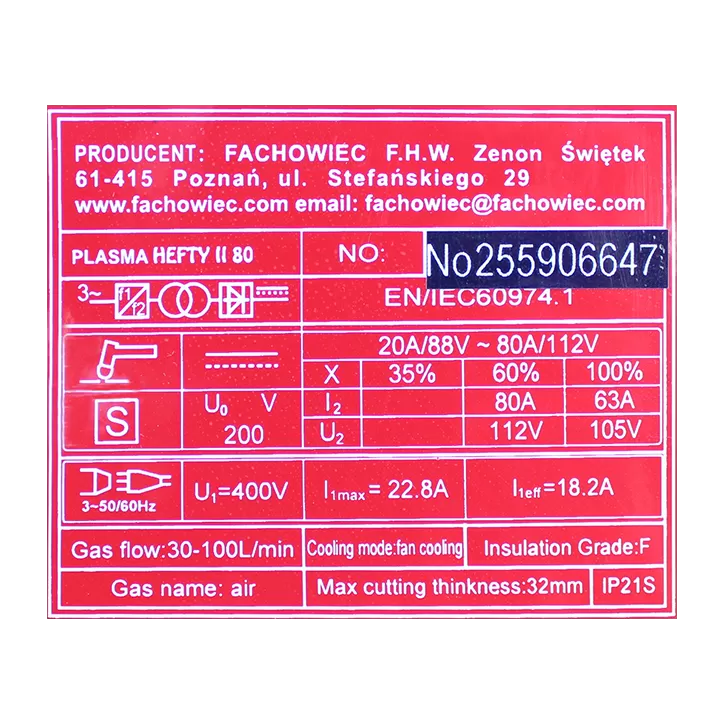 PRODUCENT: FACHOWIEC F.H.W. Zenon Świętek
61-415 Poznań, ul. Stefańskiego 29
www.fachowiec.com email: fachowiec@fachowiec.com
PLASMA HEFTY II 80 NO: No255906647
3~ f1 f2 EN/IEC60974.1
20A/88V ~ 80A/112V
X 35% 60% 100%
S U₀ V I₂ 80A 63A
200 U₂ 112V 105V
3~50/60Hz U₁=400V I₁max= 22.8A I₁eff=18.2A
Gas flow:30-100L/min Cooling mode:fan cooling Insulation Grade:F
Gas name: air Max cutting thinkness:32mm IP21S